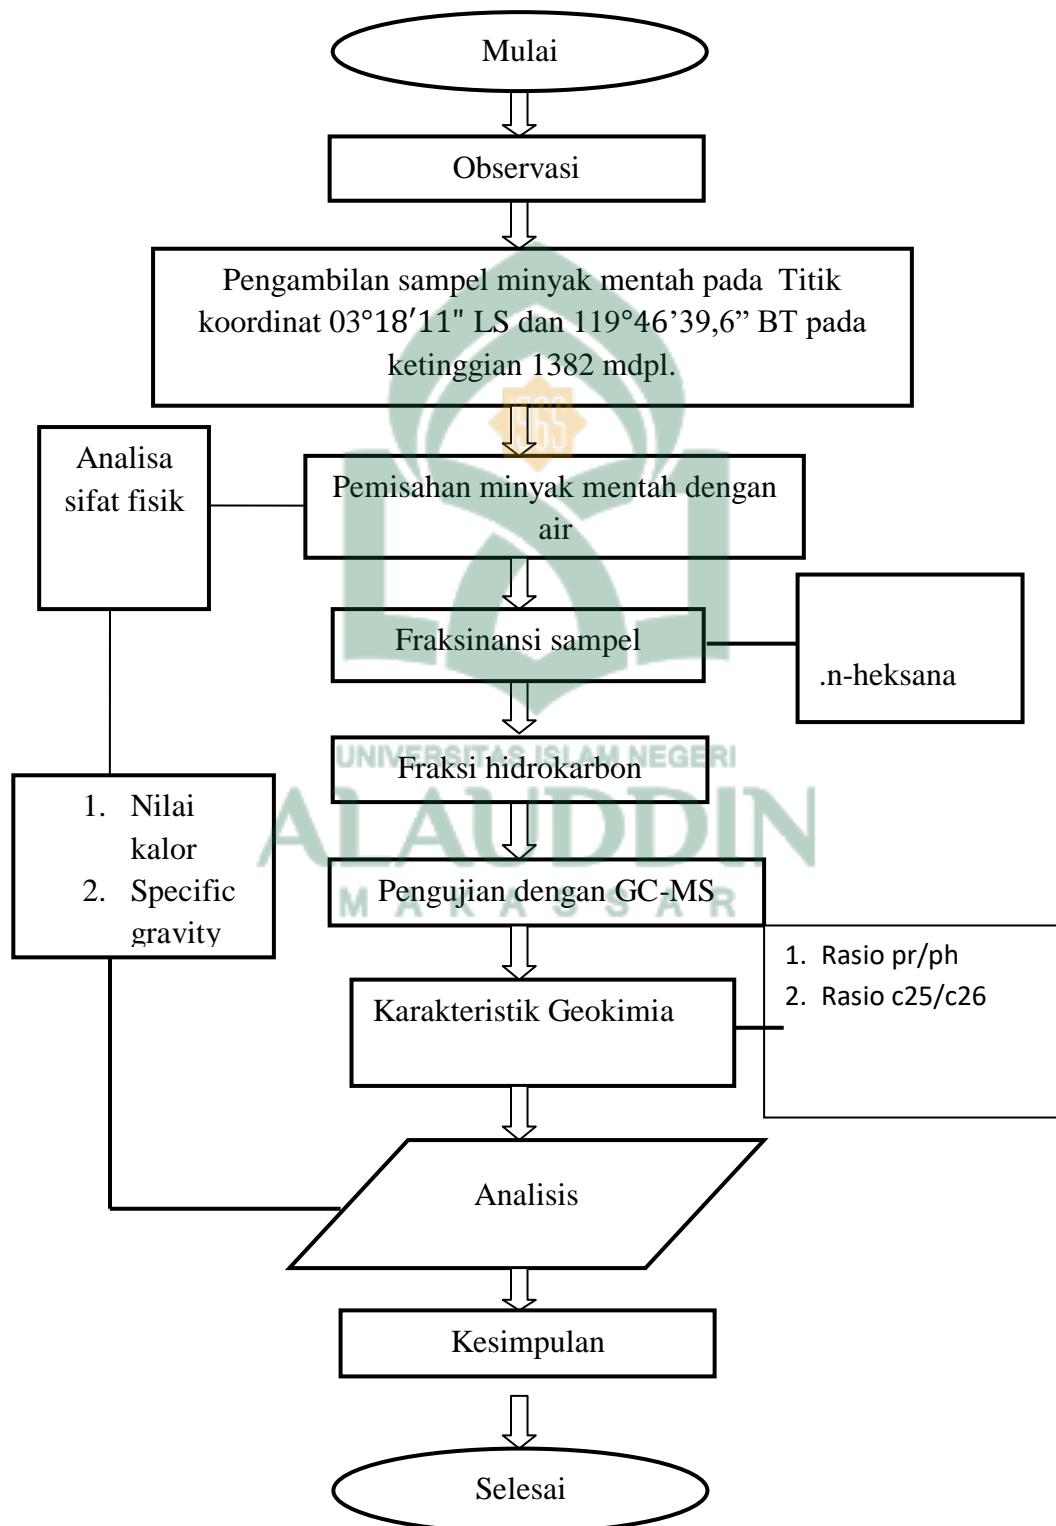 Mulai
Observasi
Pengambilan sampel minyak mentah pada Titik
koordinat 03°18′11" LS dan 119°46’39,6” BT pada
ketinggian 1382 mdpl.
1965
Analisa
sifat fisik
Pemisahan minyak mentah dengan
air
Fraksinansi sampel
.n-heksana
UNIVERSITAS ISLAM NEGERI
Fraksi hidrokarbon
1. Nilai
kalor
2. Specific
gravity
ALAUDDIN
Pengujian dengan GC-MS
MAKASSAR
1. Rasio pr/ph
2. Rasio c25/c26
Karakteristik Geokimia
Analisis
Kesimpulan
Selesai